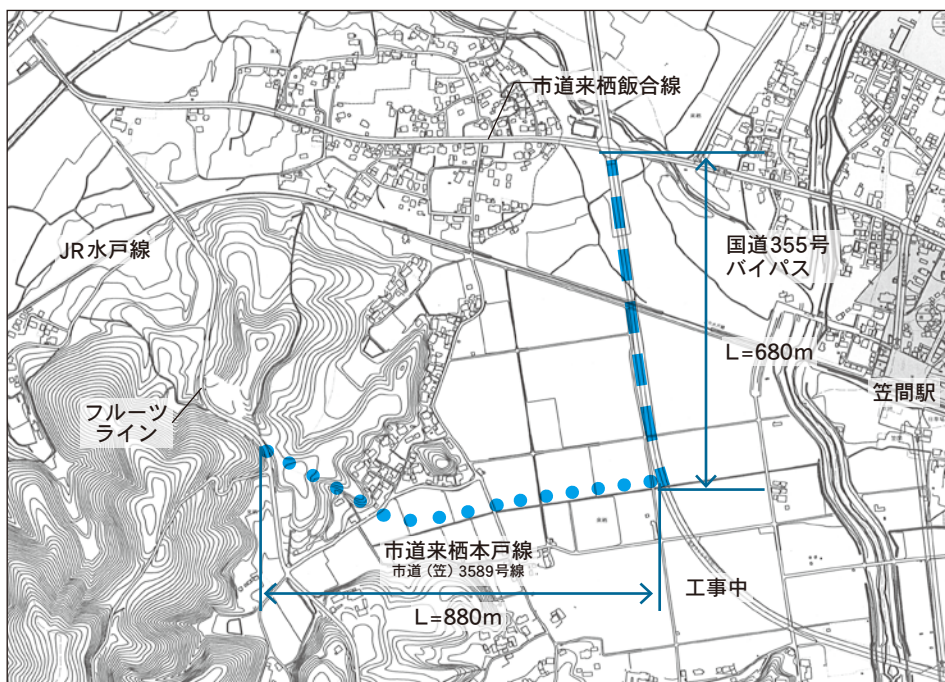 市道来栖飯合線
JR水戸線
国道355号
バイパス
L=680m
笠間駅
フルーツ
ライン
市道来栖本戸線
市道(笠)3589号線
工事中
L=880m